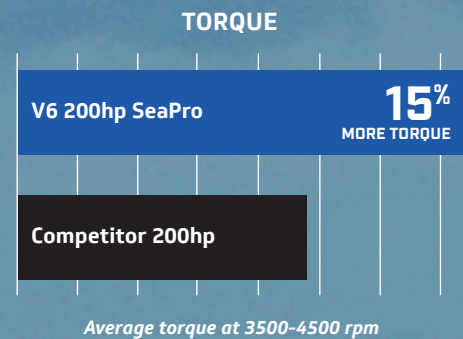 TORQUE
V6 200hp SeaPro
15%
MORE TORQUE
Competitor 200hp
Average torque at 3500-4500 rpm